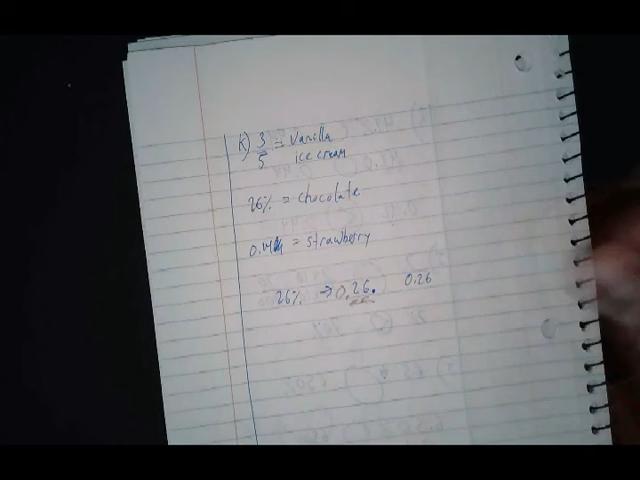 K) 3/5 = Vanilla
ice cream
26% = chocolate
0.14 = strawberry
26% → 0.26. 0.26